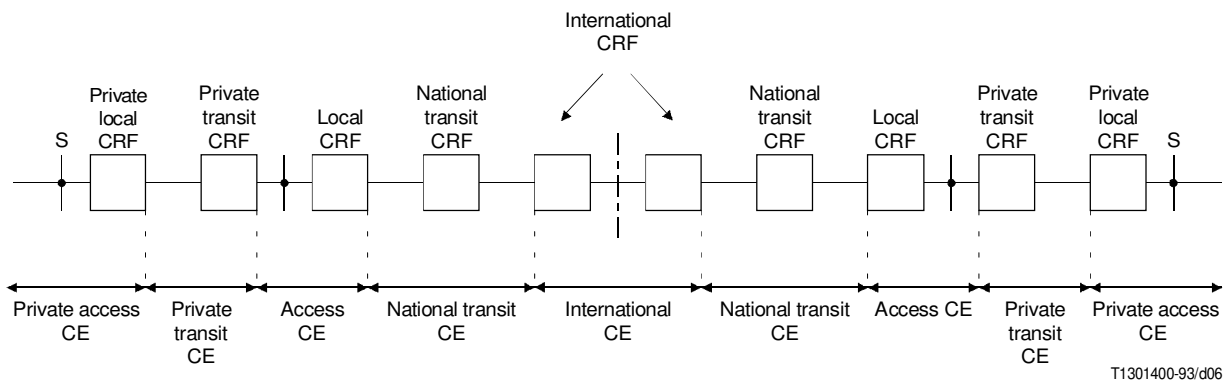 International
CRF
Private
local
CRF
Private
transit
CRF
Local
CRF
National
transit
CRF
National
transit
CRF
Local
CRF
Private
transit
CRF
Private
local
CRF
S
S
Private access
CE
Private
transit
CE
Access
CE
National transit
CE
International
CE
National transit
CE
Access CE
Private
transit
CE
Private access
CE
T1301400-93/d06